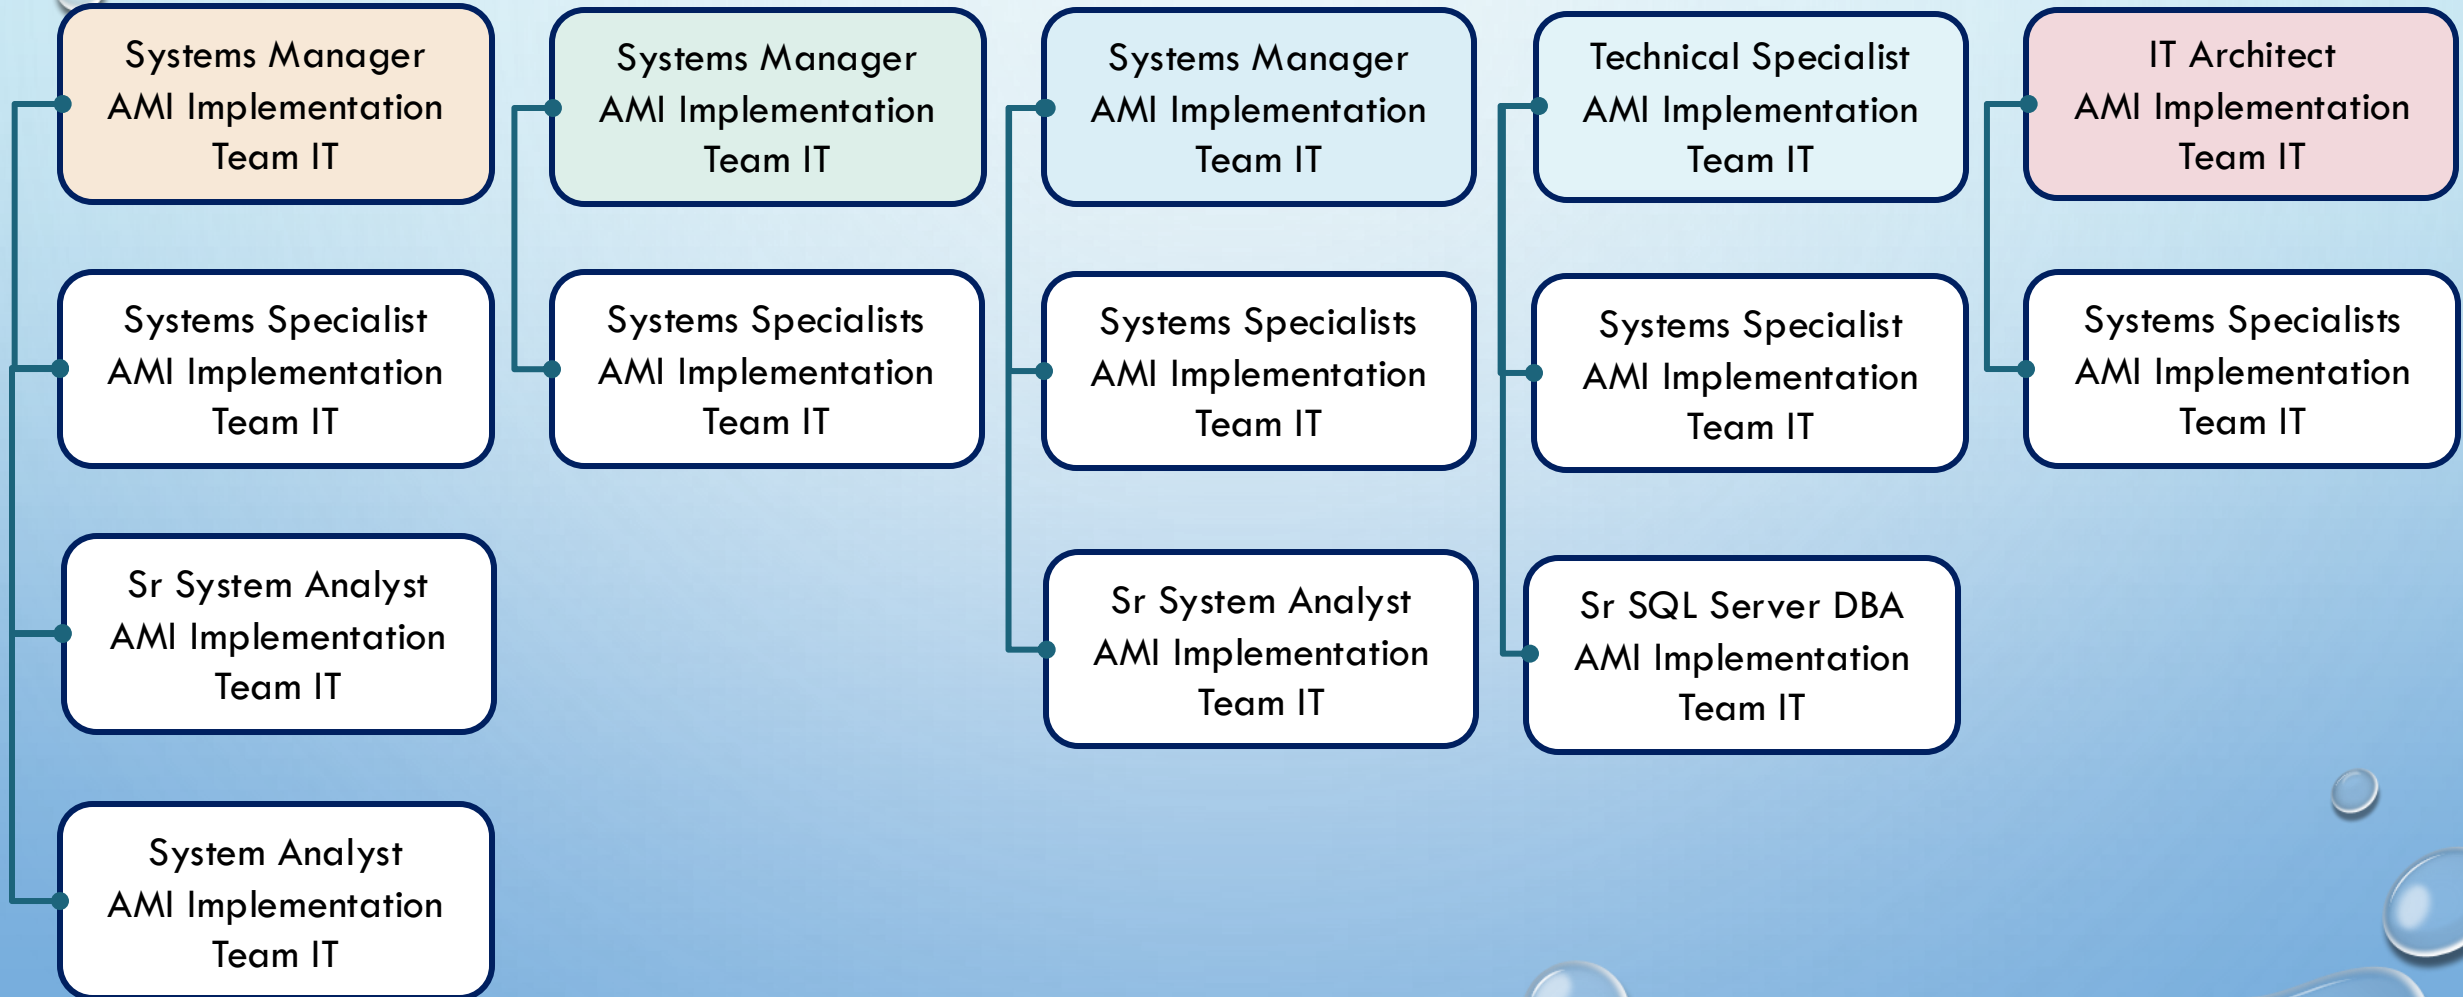 Systems Manager
AMI Implementation
Team IT
Systems Specialist
AMI Implementation
Team IT
Sr System Analyst
AMI Implementation
Team IT
System Analyst
AMI Implementation
Team IT
Systems Manager
AMI Implementation
Team IT
Systems Specialists
AMI Implementation
Team IT
Systems Manager
AMI Implementation
Team IT
Systems Specialists
AMI Implementation
Team IT
Sr System Analyst
AMI Implementation
Team IT
Technical Specialist
AMI Implementation
Team IT
Systems Specialist
AMI Implementation
Team IT
Sr SQL Server DBA
AMI Implementation
Team IT
IT Architect
AMI Implementation
Team IT
Systems Specialists
AMI Implementation
Team IT